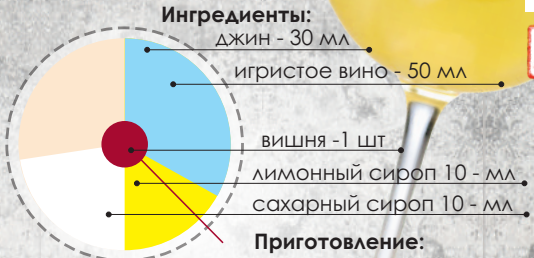 Ингредиенты:
джин - 30 мл
игристое вино - 50 мл
вишня -1 шт
лимонный сироп 10 - мл
сахарный сироп 10 - мл
Приготовление: